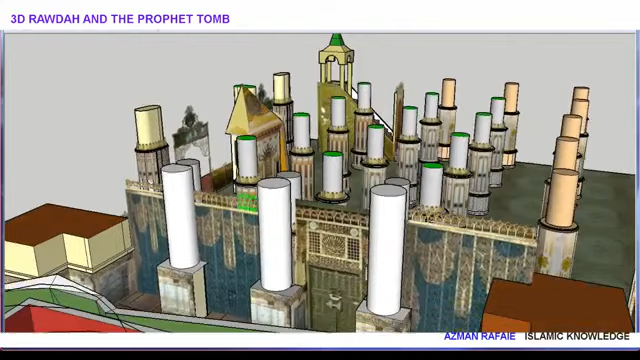 3D RAWDAH AND THE PROPHET TOMB
AZMAN RAFAIE ISLAMIC KNOWLEDGE